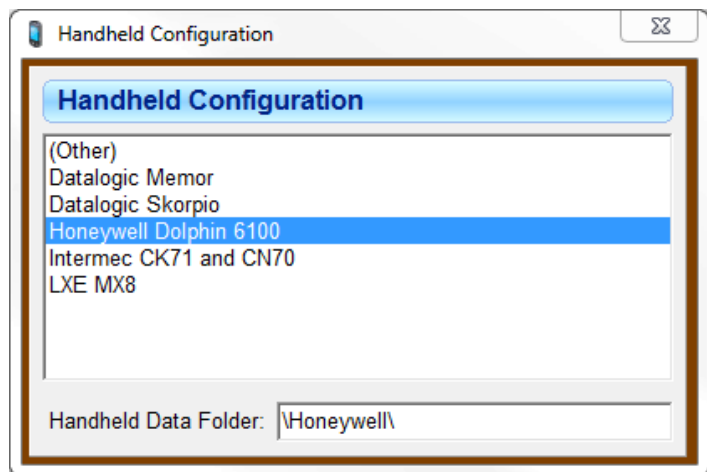 Handheld Configuration
Handheld Configuration
(Other)
Datalogic Memor
Datalogic Skorpio
Honeywell Dolphin 6100
Intermec CK71 and CN70
LXE MX8
Handheld Data Folder: \Honeywell\